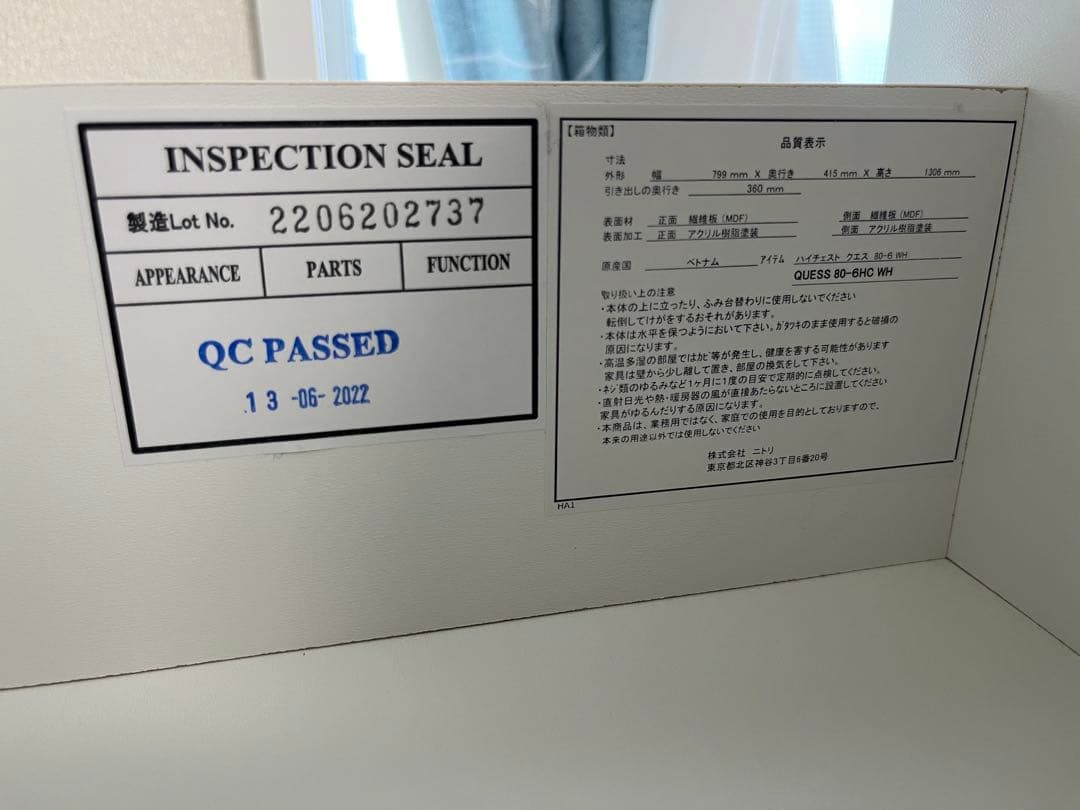 INSPECTION SEAL
製造Lot No. 2206202737
APPEARANCE PARTS FUNCTION
QC PASSED
13 -06- 2022
【箱物類】
品質表示
寸法
外形 幅 799 mm X 奥行き 415 mm X 高さ 1306 mm
引き出しの奥行き 360 mm
表面材 正面 繊維板(MDF) 側面 繊維板(MDF)
表面加工 正面 アクリル樹脂塗装 側面 アクリル樹脂塗装
原産国 ベトナム アイテム ハイチェスト クエス 80-6 WH
QUESS 80-6HC WH
取り扱い上の注意
・本体の上に立ったり、ふみ台替わりに使用しないでください
転倒してけがをするおそれがあります。
・本体は水平を保つようにおいて下さい。ガタツキのまま使用すると破損の
原因になります。
・高温多湿の部屋ではカビ等が発生し、健康を害する可能性があります
家具は壁から少し離して置き、部屋の換気をして下さい。
・ネジ類のゆるみなど1ヶ月に1度の目安で定期的に点検してください。
・直射日光や熱・暖房器の風が直接あたらないところに設置してください
家具がゆるんだりする原因になります。
・本商品は、業務用ではなく、家庭での使用を目的としておりますので、
本来の用途以外では使用しないでください
株式会社 ニトリ
東京都北区神谷3丁目6番20号
HA1